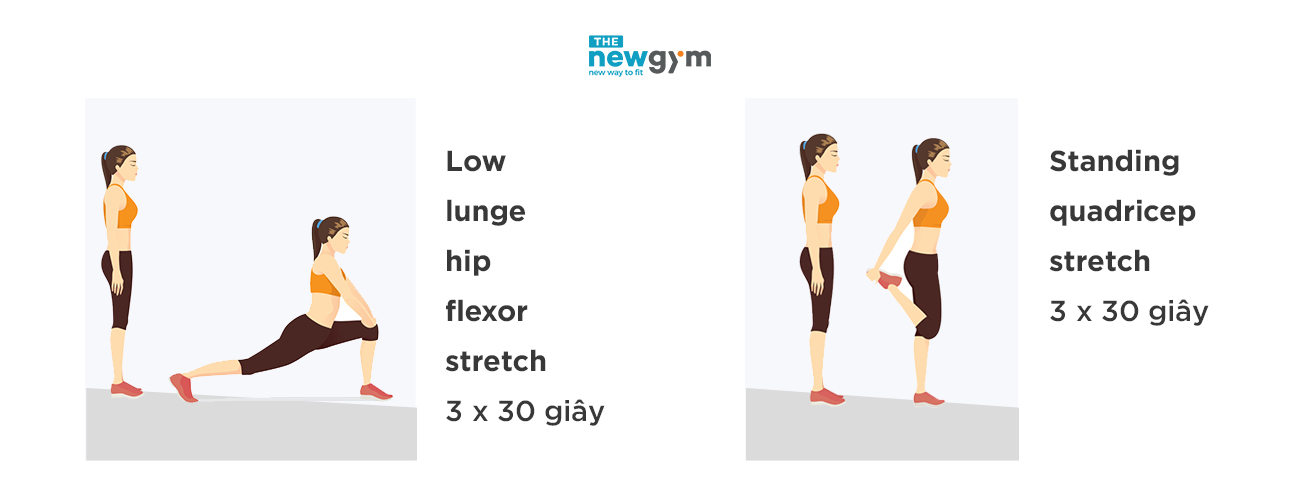 THE
newgym
new way to fit
Low
lunge
hip
flexor
stretch
3 x 30 giây
Standing
quadricep
stretch
3 x 30 giây